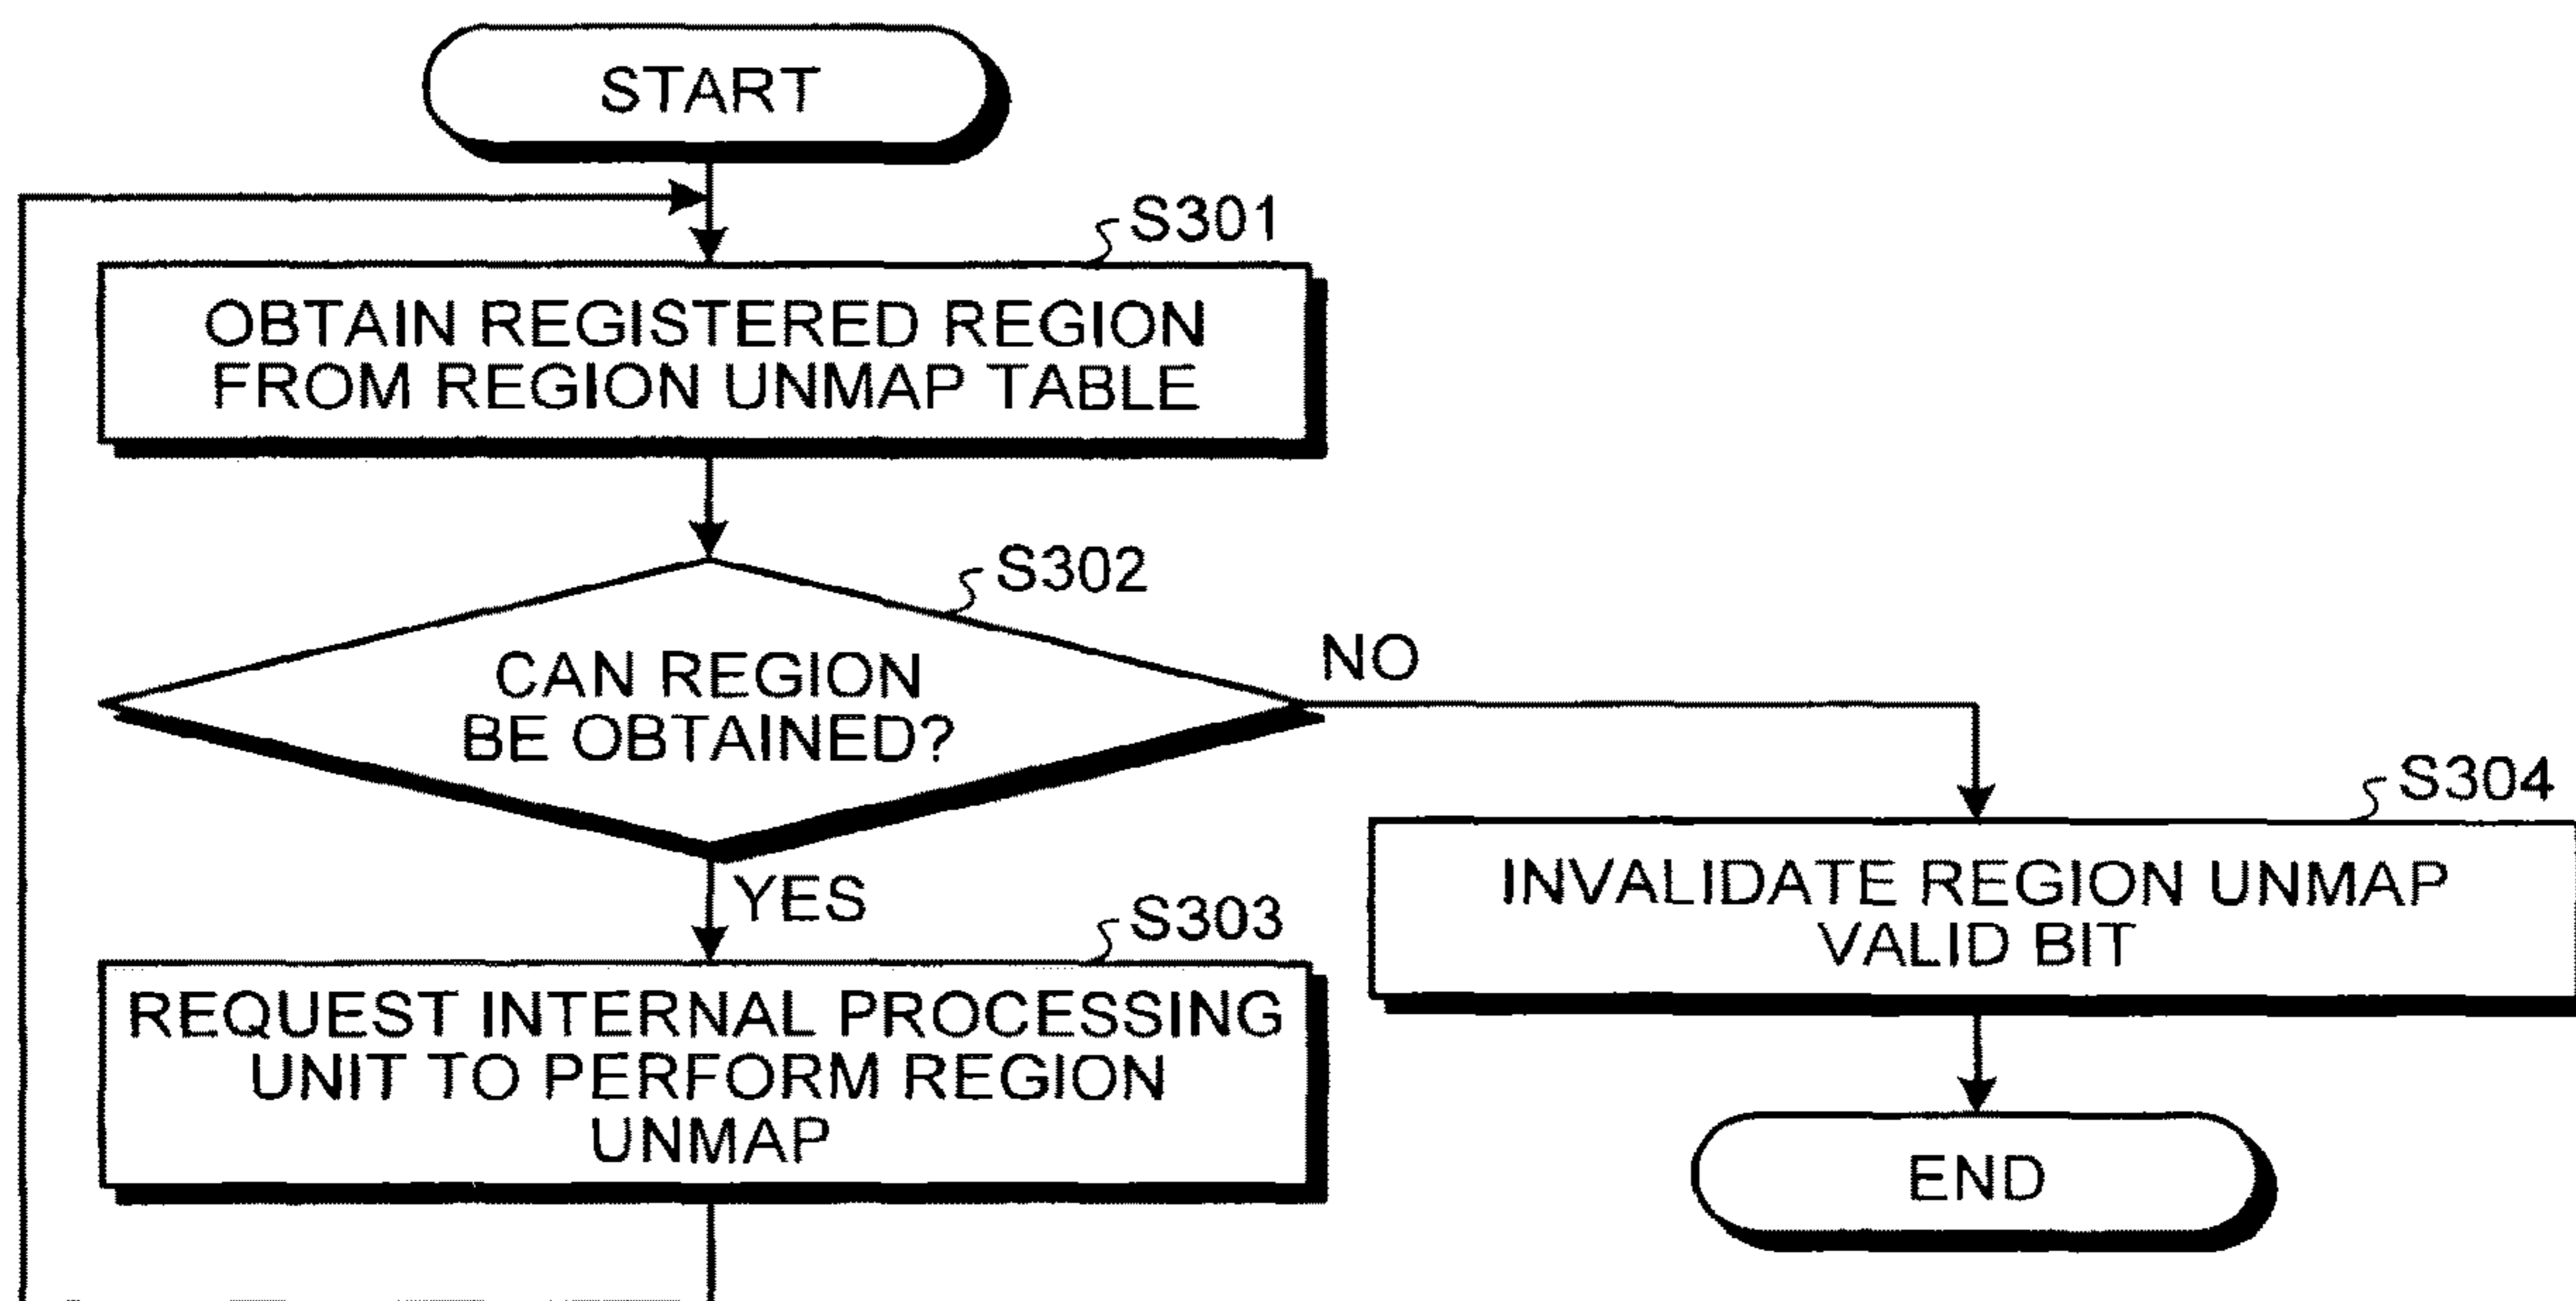 START
S301
OBTAIN REGISTERED REGION
FROM REGION UNMAP TABLE
S302
CAN REGION
BE OBTAINED?
NO
YES
S303
REQUEST INTERNAL PROCESSING
UNIT TO PERFORM REGION
UNMAP
S304
INVALIDATE REGION UNMAP
VALID BIT
END